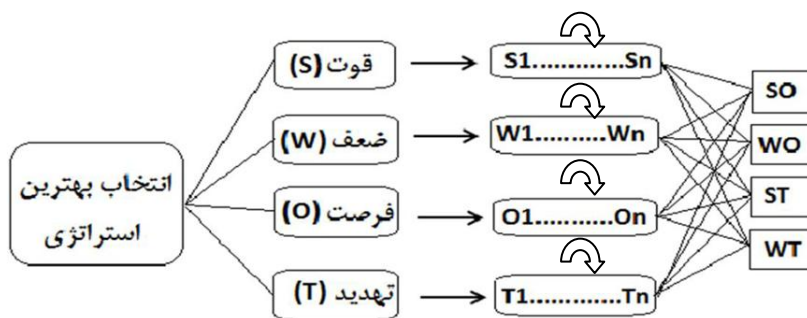 انتخاب بهترین
استراتژی
قوت (S)
ضعف (W)
فرصت (O)
تهدید (T)
S1.............Sn
W1..........Wn
O1...........On
T1.............Tn
SO
WO
ST
WT